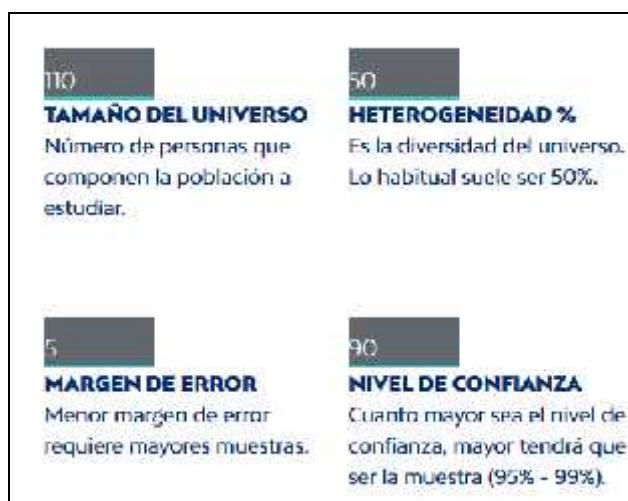 110
TAMAÑO DEL UNIVERSO
Número de personas que
componen la población a
estudiar.
50
HETEROGENEIDAD %
Es la diversidad del universo.
Lo habitual suele ser 50%.
5
MARGEN DE ERROR
Menor margen de error
requiere mayores muestras.
90
NIVEL DE CONFIANZA
Cuanto mayor sea el nivel de
confianza, mayor tendrá que
ser la muestra (95% - 99%).